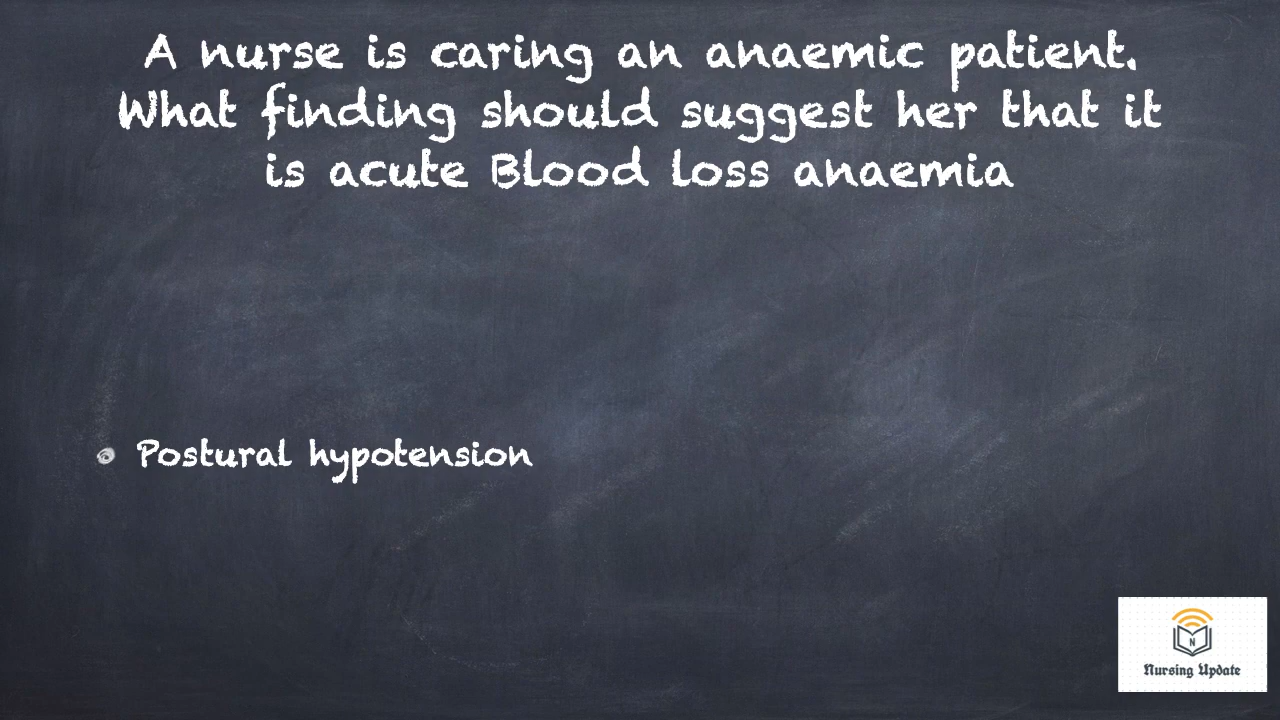 A nurse is caring an anaemic patient.
What finding should suggest her that it
is acute Blood loss anaemia
Postural hypotension
N
Nursing Update